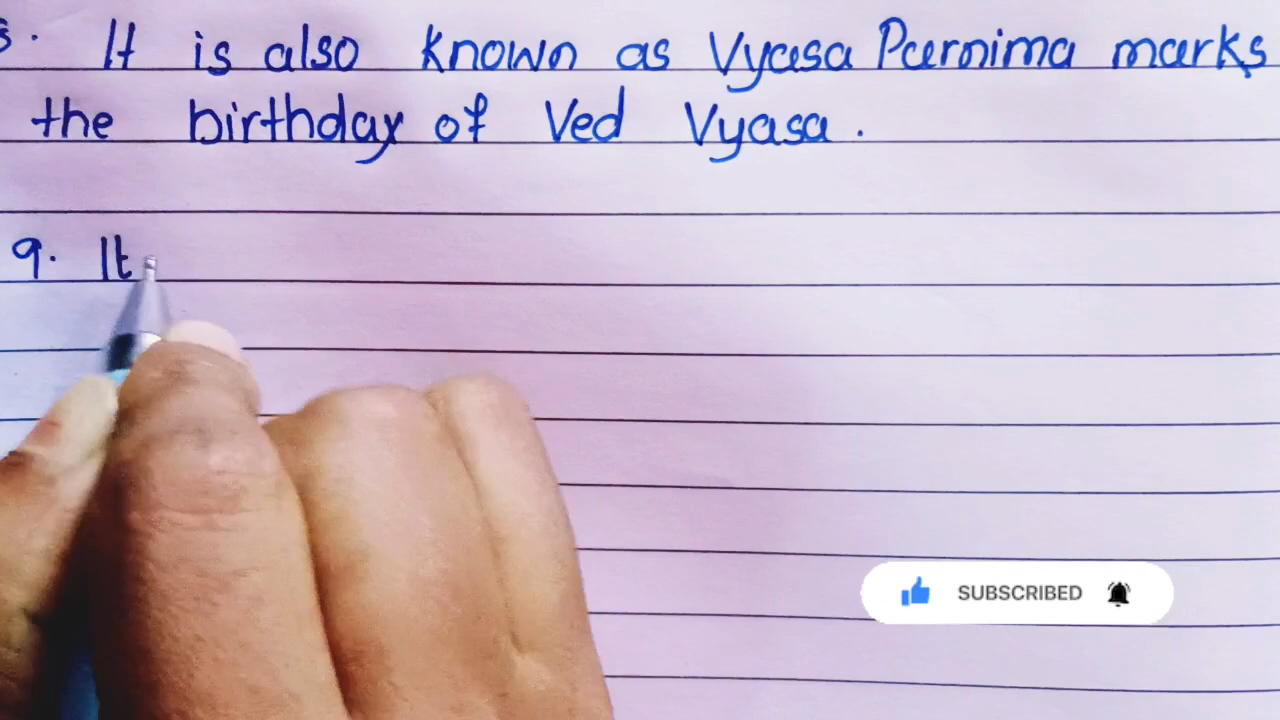 It is also known as Vyasa Purnima marks
the birthday of Ved Vyasa.
9. It
SUBSCRIBED